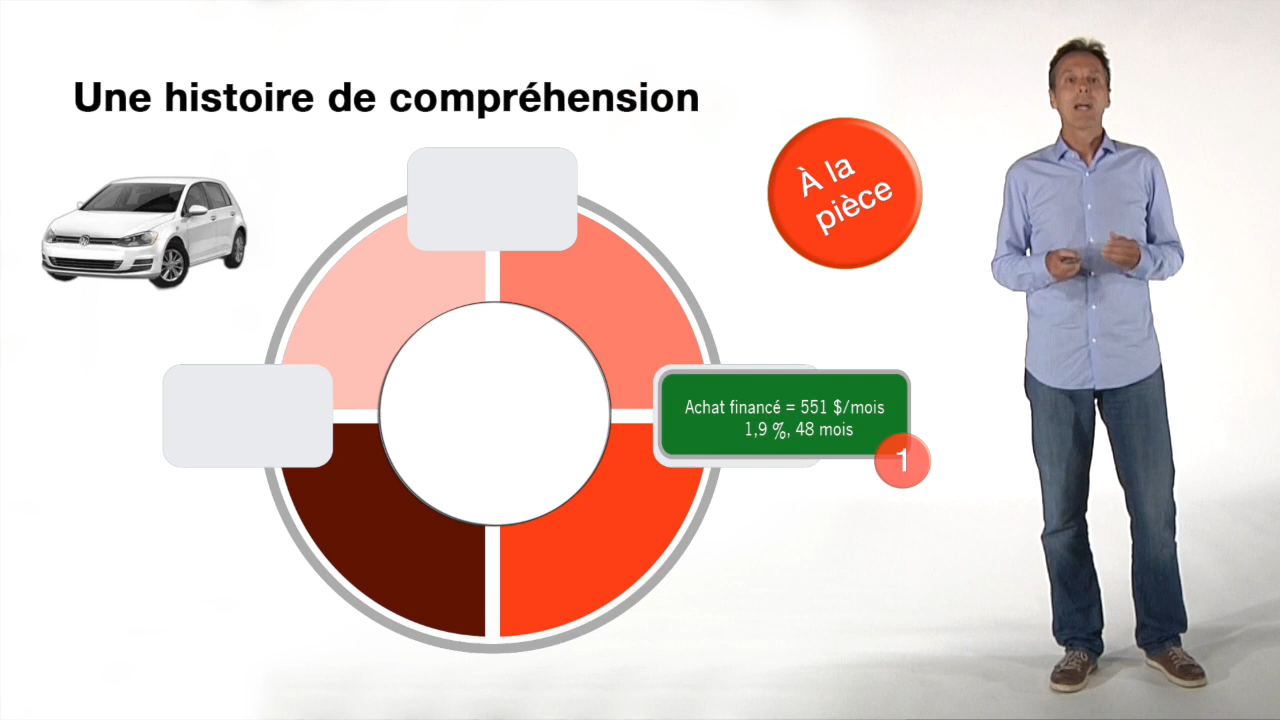 Une histoire de compréhension
À la
pièce
Achat financé = 551 $/mois
1,9 %, 48 mois
1